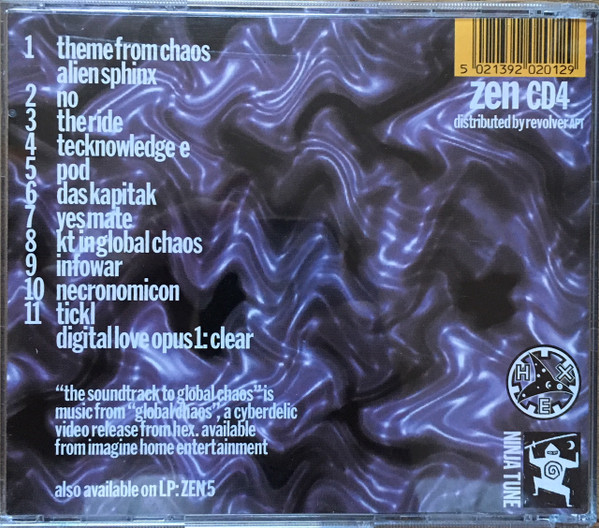 1 theme from chaos
alien sphinx
2 no
3 the ride
4 tecknowledge e
5 pod
6 das kapitak
7 yes mate
8 kt in global chaos
9 infowar
10 necronomicon
11 tickl
digital love opus 1: clear
"the soundtrack to global chaos" is
music from "global chaos", a cyberdelic
video release from hex. available
from imagine home entertainment
also available on LP: ZEN 5
5 021392 020129
zen CD4
distributed by revolver APT
H X
E
NINJA TUNE